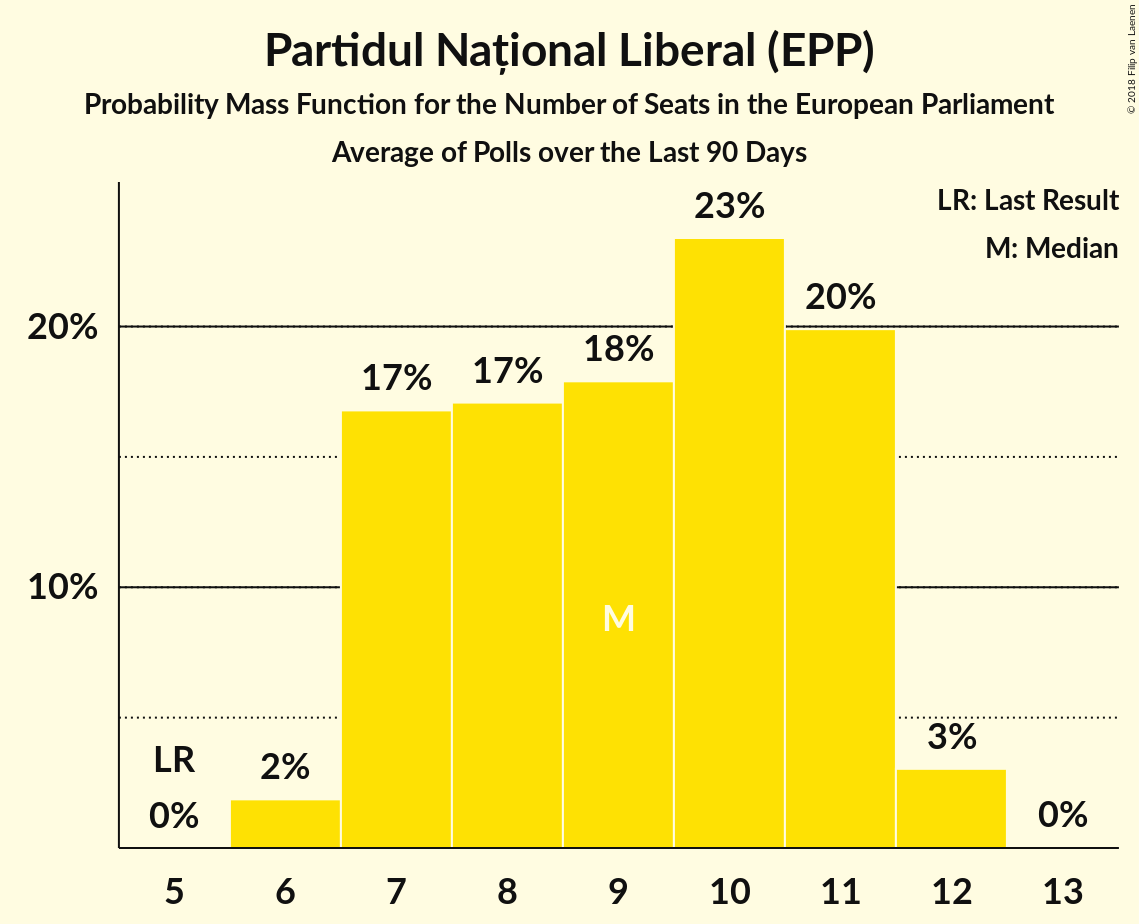 Partidul Național Liberal (EPP)
Probability Mass Function for the Number of Seats in the European Parliament
Average of Polls over the Last 90 Days
© 2018 Filip van Laenen
LR: Last Result
M: Median
23%
20%
20%
18%
17%
17%
10%
M
LR
3%
2%
0%
0%
5 6 7 8 9 10 11 12 13